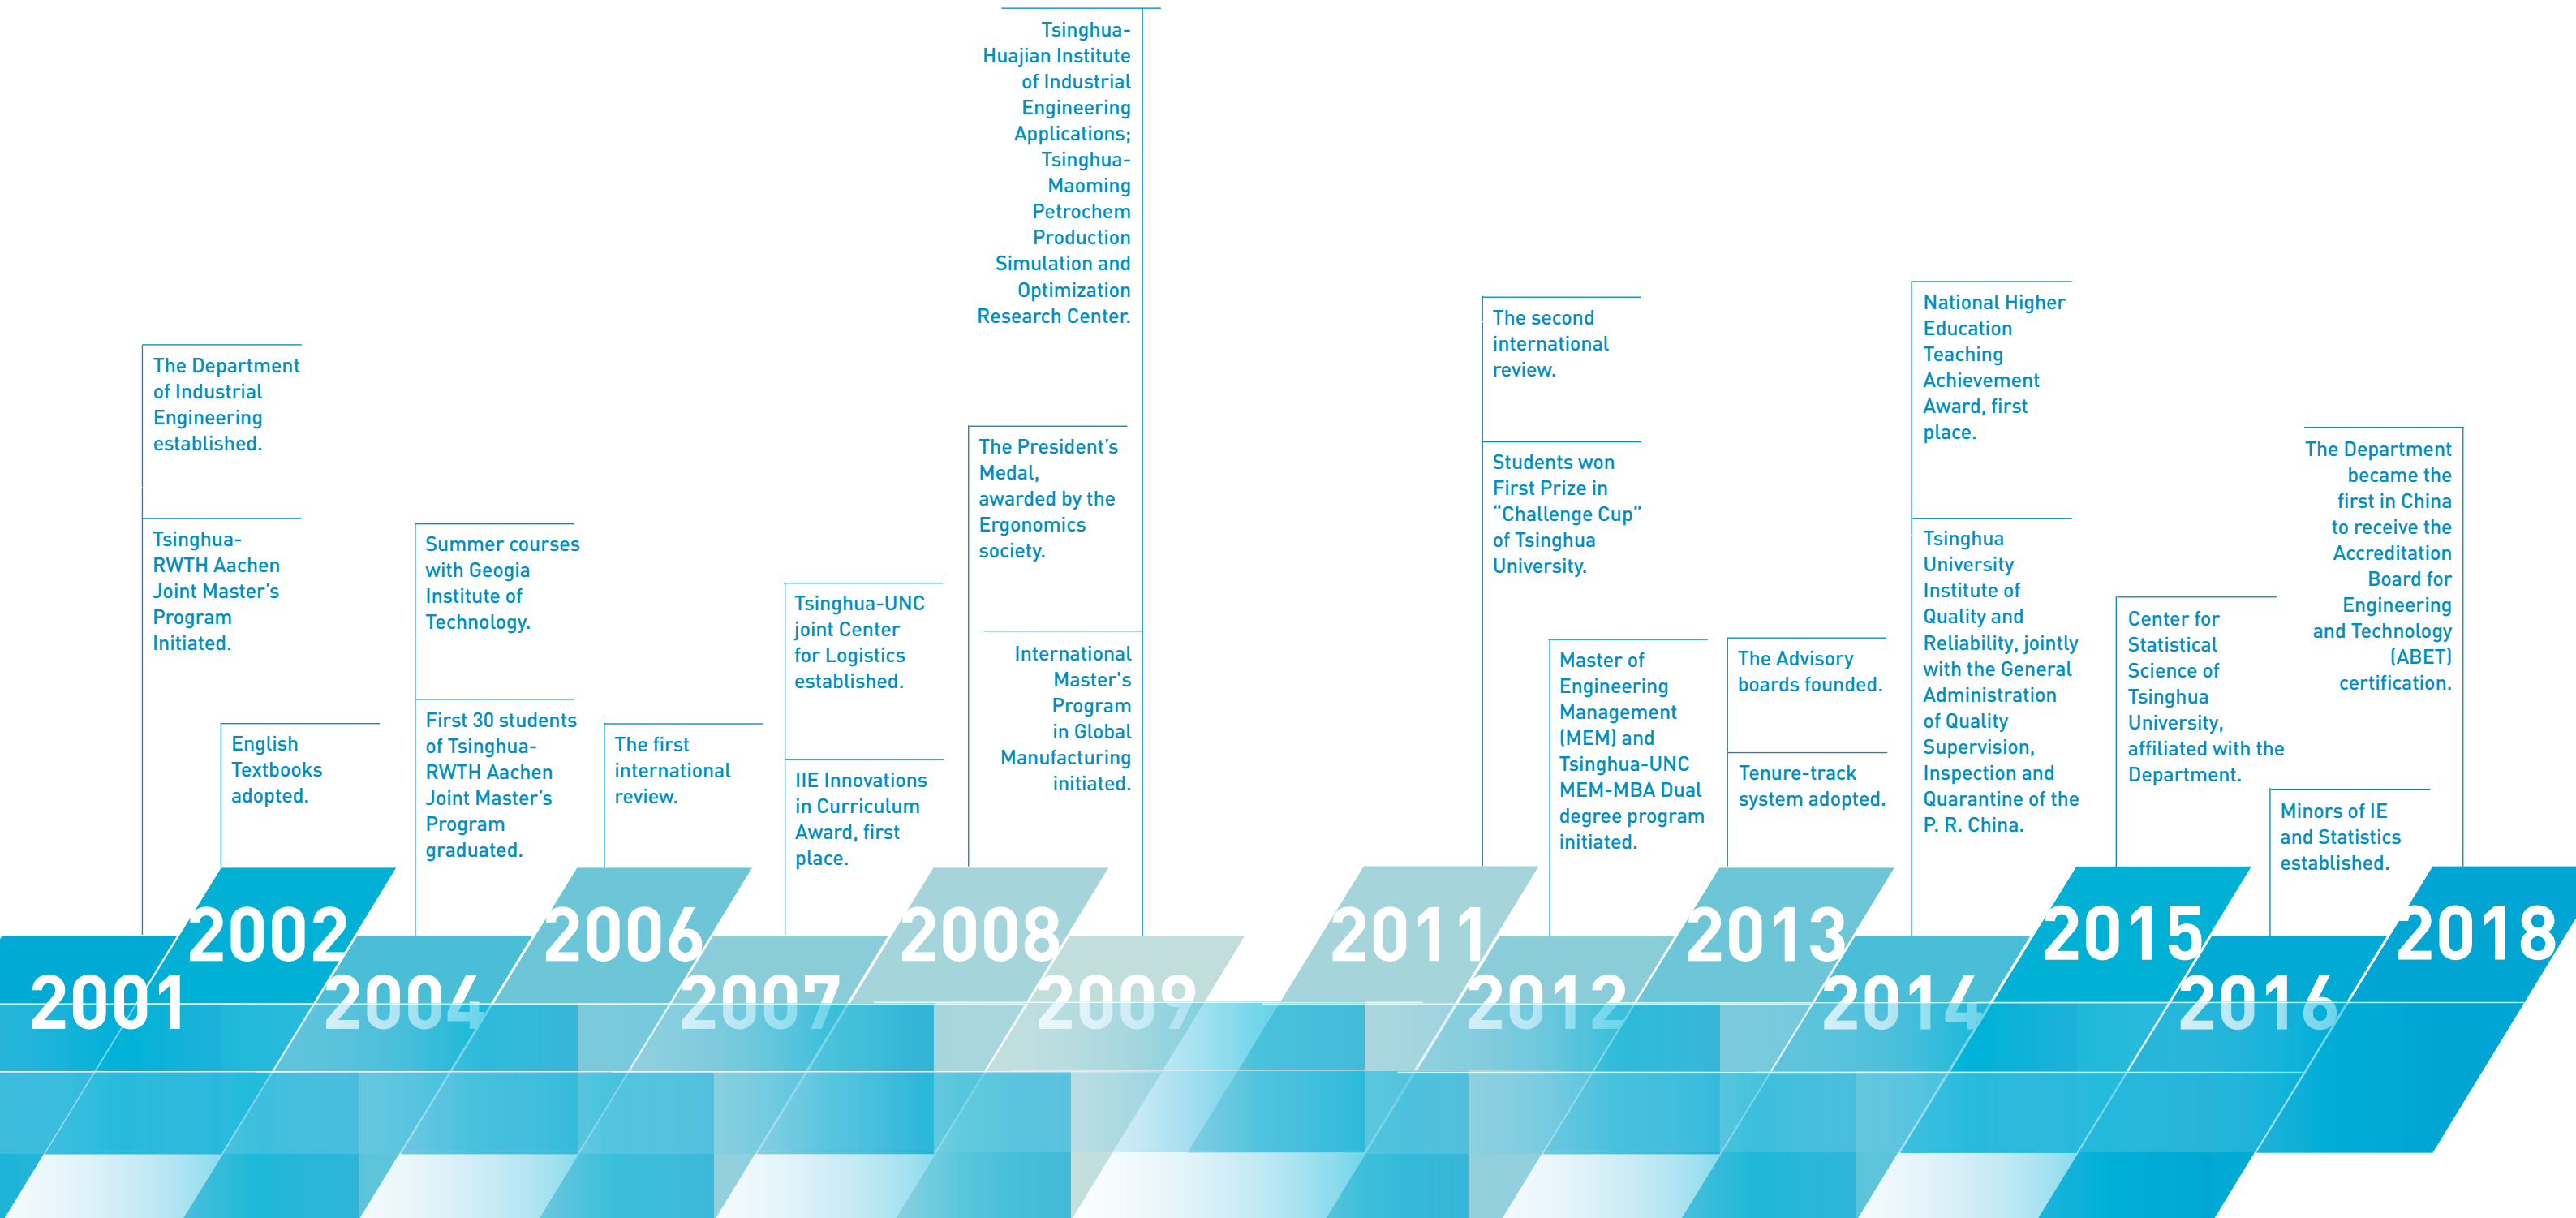 The Department
of Industrial
Engineering
established.
Tsinghua-
RWTH Aachen
Joint Master’s
Program
Initiated.
2001
English
Textbooks
adopted.
2002
Summer courses
with Geogia
Institute of
Technology.
First 30 students
of Tsinghua-
RWTH Aachen
Joint Master’s
Program
graduated.
2004
The first
international
review.
2006
Tsinghua-UNC
joint Center
for Logistics
established.
IIE Innovations
in Curriculum
Award, first
place.
2007
The President’s
Medal,
awarded by the
Ergonomics
society.
2008
Tsinghua-
Huajian Institute
of Industrial
Engineering
Applications;
Tsinghua-
Maoming
Petrochem
Production
Simulation and
Optimization
Research Center.
International
Master's
Program
in Global
Manufacturing
initiated.
2009
The second
international
review.
Students won
First Prize in
“Challenge Cup”
of Tsinghua
University.
2011
Master of
Engineering
Management
(MEM) and
Tsinghua-UNC
MEM-MBA Dual
degree program
initiated.
2012
The Advisory
boards founded.
Tenure-track
system adopted.
2013
National Higher
Education
Teaching
Achievement
Award, first
place.
Tsinghua
University
Institute of
Quality and
Reliability, jointly
with the General
Administration
of Quality
Supervision,
Inspection and
Quarantine of the
P. R. China.
2014
Center for
Statistical
Science of
Tsinghua
University,
affiliated with the
Department.
2015
Minors of IE
and Statistics
established.
2016
The Department
became the
first in China
to receive the
Accreditation
Board for
Engineering
and Technology
(ABET)
certification.
2018